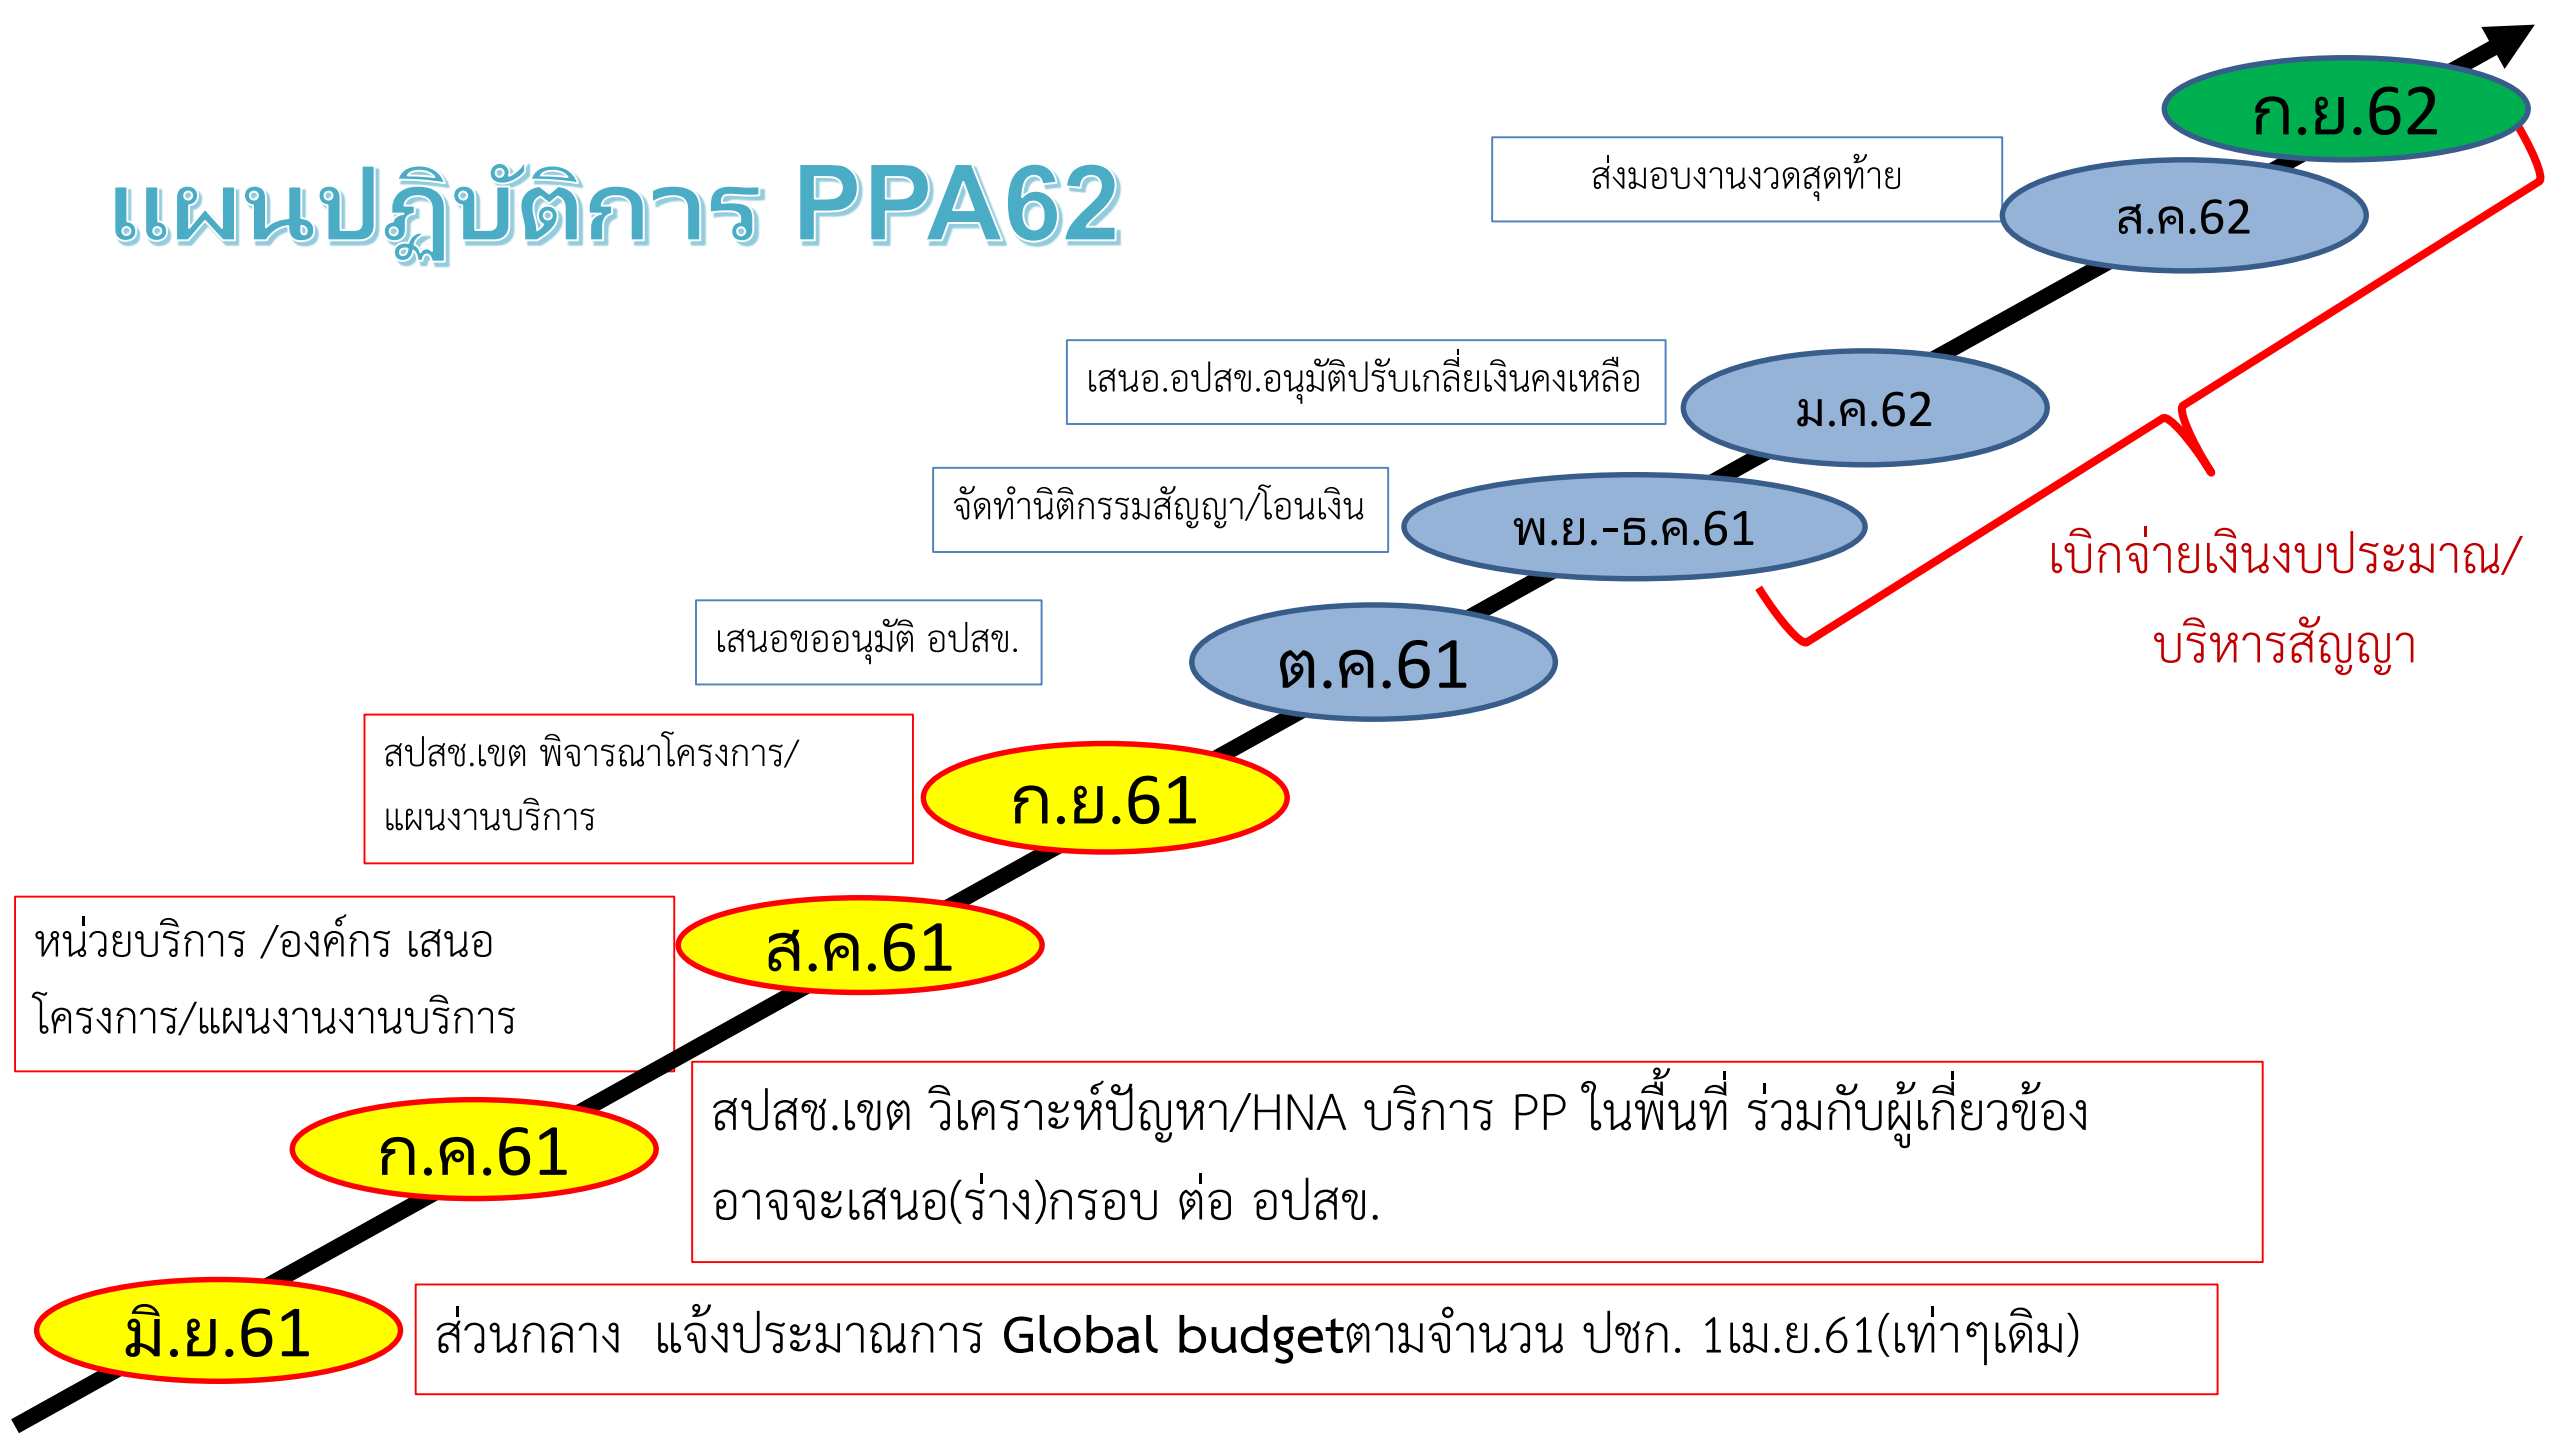 ก.ย.62
ส่งมอบงานงวดสุดท้าย
ส.ค.62
แผนปฏิบัติการ PPA62
เสนอ.อปสข.อนุมัติปรับเกลี่ยเงินคงเหลือ
ม.ค.62
จัดทำนิติกรรมสัญญา/โอนเงิน
พ.ย.-ธ.ค.61
เบิกจ่ายเงินงบประมาณ/
บริหารสัญญา
เสนอขออนุมัติ อปสข.
ต.ค.61
สปสช.เขต พิจารณาโครงการ/
แผนงานบริการ
ก.ย.61
หน่วยบริการ /องค์กร เสนอ
โครงการ/แผนงานงานบริการ
ส.ค.61
ก.ค.61
สปสช.เขต วิเคราะห์ปัญหา/HNA บริการ PP ในพื้นที่ ร่วมกับผู้เกี่ยวข้อง
อาจจะเสนอ(ร่าง)กรอบ ต่อ อปสข.
มิ.ย.61
ส่วนกลาง แจ้งประมาณการ Global budgetตามจำนวน ปชก. 1เม.ย.61(เท่าๆเดิม)